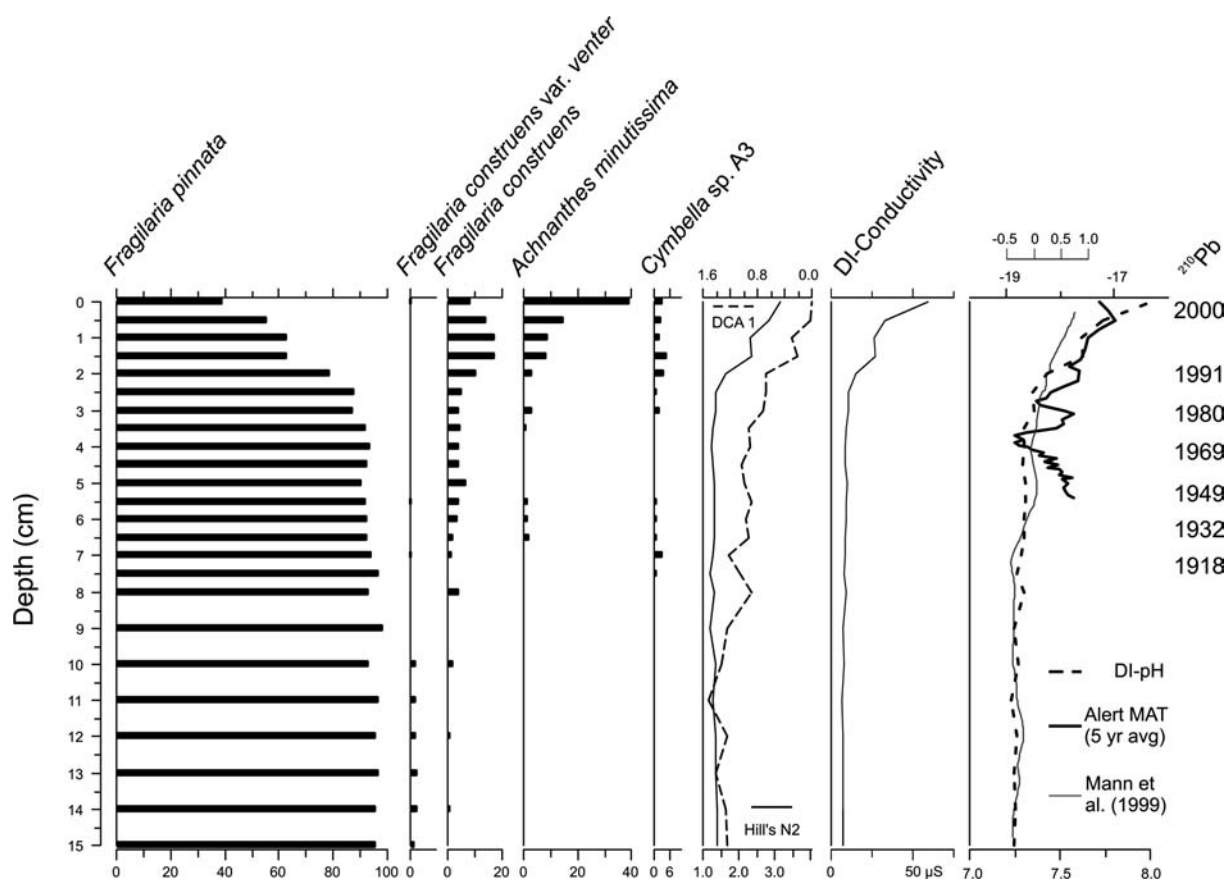 Fragilaria pinnata
Fragilaria construens var. venter
Fragilaria construens
Achnanthes minutissima
Cymbella sp. A3
DI-Conductivity
²¹⁰Pb
1.6 0.8 0.0
-0.5 0 1.0
-19 -17
DCA 1
Depth (cm)
0
1
2
3
4
5
6
7
8
9
10
11
12
13
14
15
2000
1991
1980
1969
1949
1932
1918
DI-pH
Alert MAT
(5 yr avg)
Mann et
al. (1999)
Hill's N2
0 20 40 60 80 100
0
0 20
0 20 40
0 6
1.0 2.0 3.0
0 50 µS
7.0 7.5 8.0